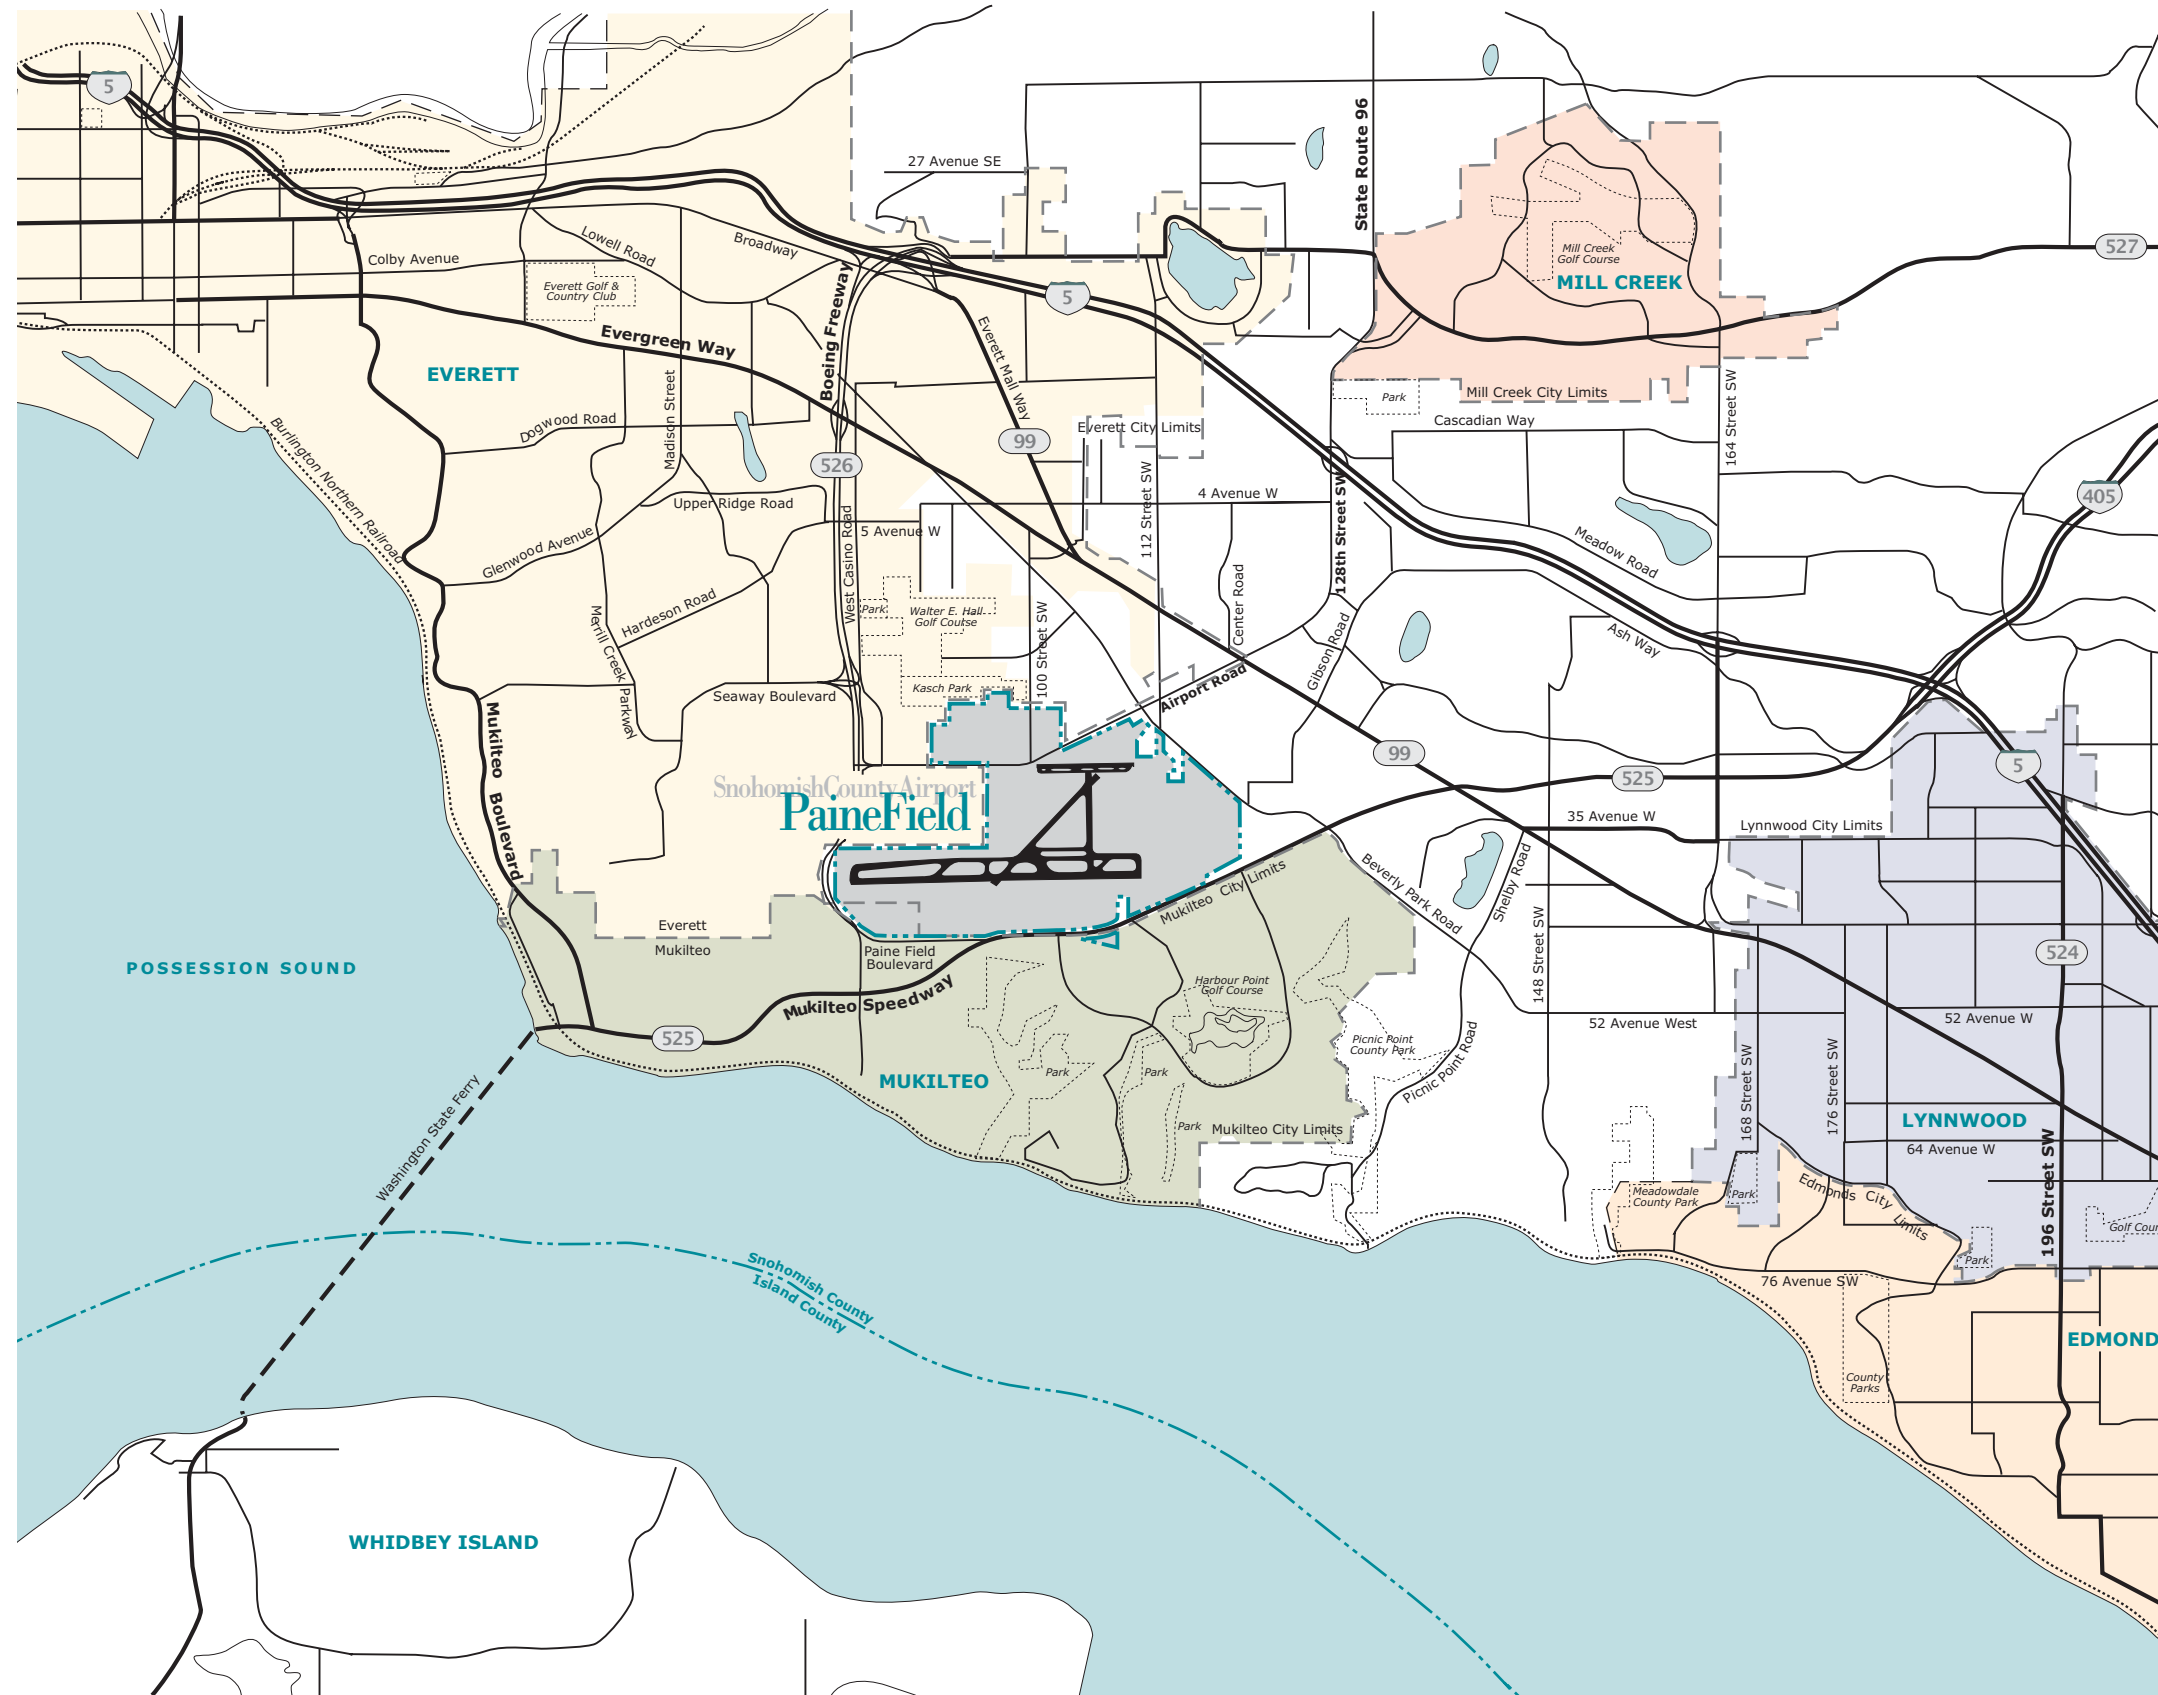 5
27 Avenue SE
State Route 96
Lowell Road
Broadway
Colby Avenue
Everett Golf &
Country Club
Mill Creek
Golf Course
MILL CREEK
527
5
Boeing Freeway
Evergreen Way
Everett Mall Way
EVERETT
Madison Street
Dogwood Road
Park
Mill Creek City Limits
Cascadian Way
164 Street SW
Everett City Limits
99
526
Burlington Northern Railroad
112 Street SW
4 Avenue W
128th Street SW
405
Upper Ridge Road
West Casino Road
5 Avenue W
Glenwood Avenue
Meadow Road
Merrill Creek Parkway
Hardeson Road
Park
Walter E. Hall
Golf Course
100 Street SW
Center Road
Gibson Road
Ash Way
Kasch Park
Seaway Boulevard
Airport Road
Mukilteo Boulevard
99
525
5
Snohomish County Airport
PaineField
35 Avenue W
Lynnwood City Limits
Mukilteo City Limits
Beverly Park Road
Shelby Road
148 Street SW
Everett
Mukilteo
Paine Field
Boulevard
524
POSSESSION SOUND
Mukilteo Speedway
Harbour Point
Golf Course
525
52 Avenue West
52 Avenue W
Picnic Point
County Park
Picnic Point Road
Park
Park
MUKILTEO
168 Street SW
176 Street SW
Washington State Ferry
Park
Mukilteo City Limits
LYNNWOOD
64 Avenue W
196 Street SW
Meadowdale
County Park
Park
Edmonds City Limits
Golf Cour
Park
Snohomish County
Island County
76 Avenue SW
EDMOND
County
Parks
WHIDBEY ISLAND